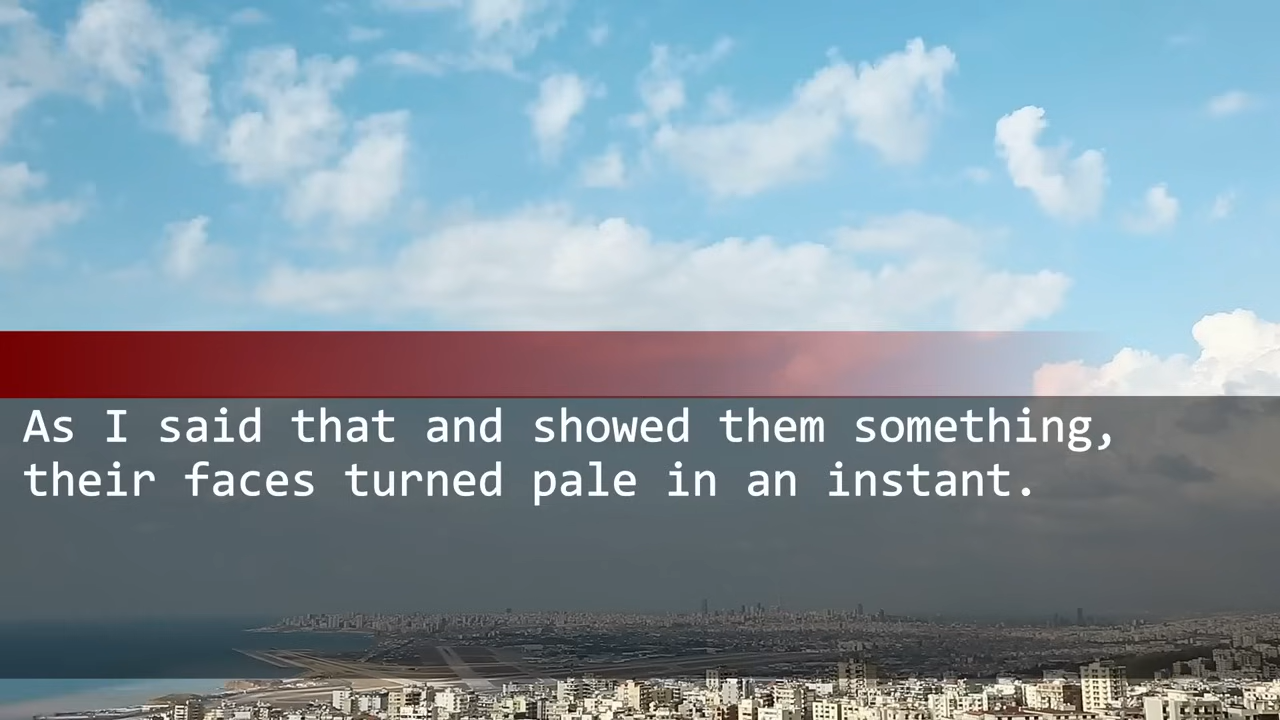 As I said that and showed them something,
their faces turned pale in an instant.